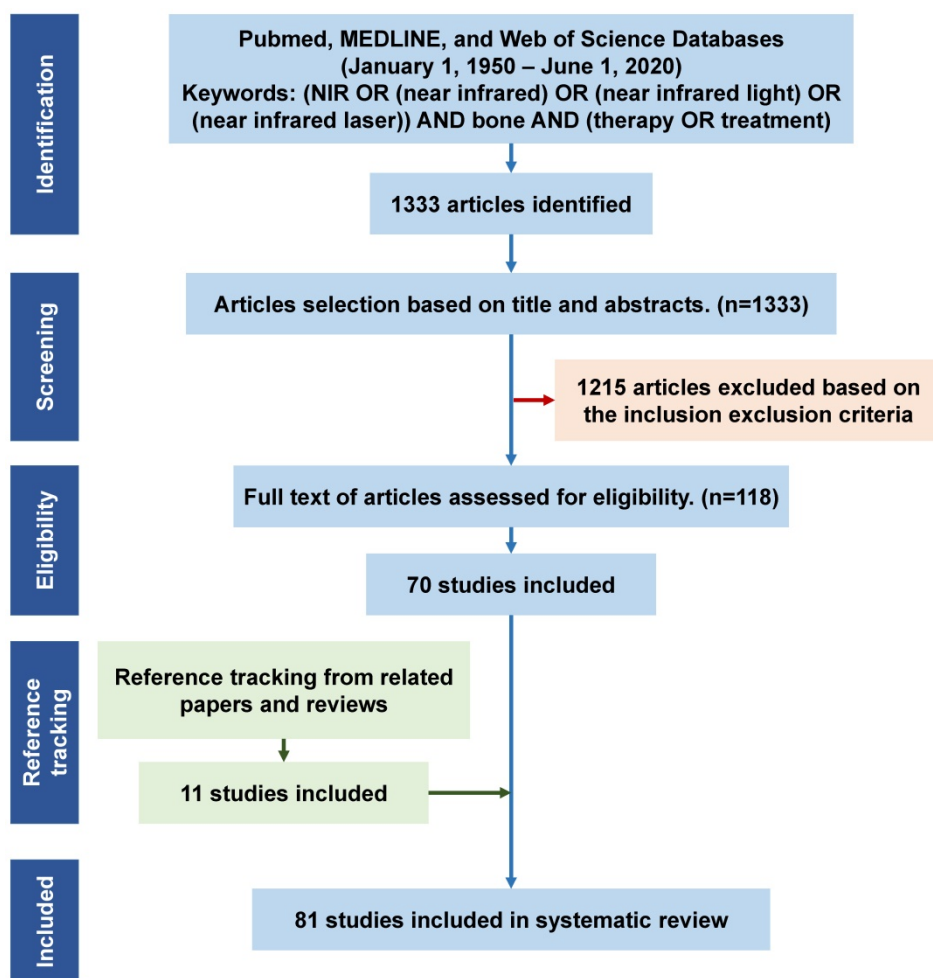 Identification
Pubmed, MEDLINE, and Web of Science Databases
(January 1, 1950 – June 1, 2020)
Keywords: (NIR OR (near infrared) OR (near infrared light) OR
(near infrared laser)) AND bone AND (therapy OR treatment)
1333 articles identified
Screening
Articles selection based on title and abstracts. (n=1333)
1215 articles excluded based on
the inclusion exclusion criteria
Eligibility
Full text of articles assessed for eligibility. (n=118)
70 studies included
Reference
tracking
Reference tracking from related
papers and reviews
11 studies included
Included
81 studies included in systematic review